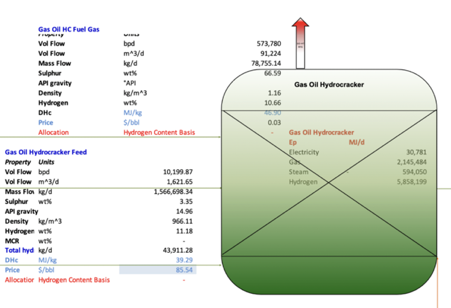 Gas Oil HC Fuel Gas
Property Units
Vol Flow bpd 573,780
Vol Flow m^3/d 91,224
Mass Flow kg/d 78,755.14
Sulphur wt% 66.59
API gravity °API
Density kg/m^3 1.16
Hydrogen wt% 10.66
DHc MJ/kg 46.90
Price $/bbl 0.03
Allocation Hydrogen Content Basis -
Gas Oil Hydrocracker
Gas Oil Hydrocracker
Ep MJ/d
Electricity 30,781
Gas 2,145,484
Steam 594,050
Hydrogen 5,858,199
Gas Oil Hydrocracker Feed
Property Units
Vol Flow bpd 10,199.87
Vol Flow m^3/d 1,621.65
Mass Flow kg/d 1,566,698.34
Sulphur wt% 3.35
API gravity 14.96
Density kg/m^3 966.11
Hydrogen wt% 11.18
MCR wt% -
Total hyd kg/d 43,911.28
DHc MJ/kg 39.29
Price $/bbl 85.54
Allocation Hydrogen Content Basis -